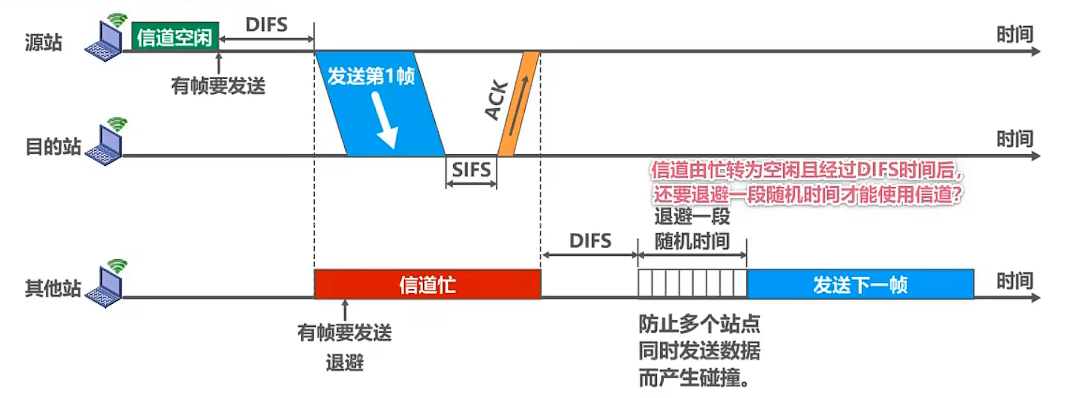 源站
信道空闲
DIFS
时间
有帧要发送
发送第1帧
ACK
目的站
时间
SIFS
信道由忙转为空闲且经过DIFS时间后，
还要退避一段随机时间才能使用信道？
退避一段
随机时间
DIFS
其他站
信道忙
发送下一帧
时间
有帧要发送
退避
防止多个站点
同时发送数据
而产生碰撞。